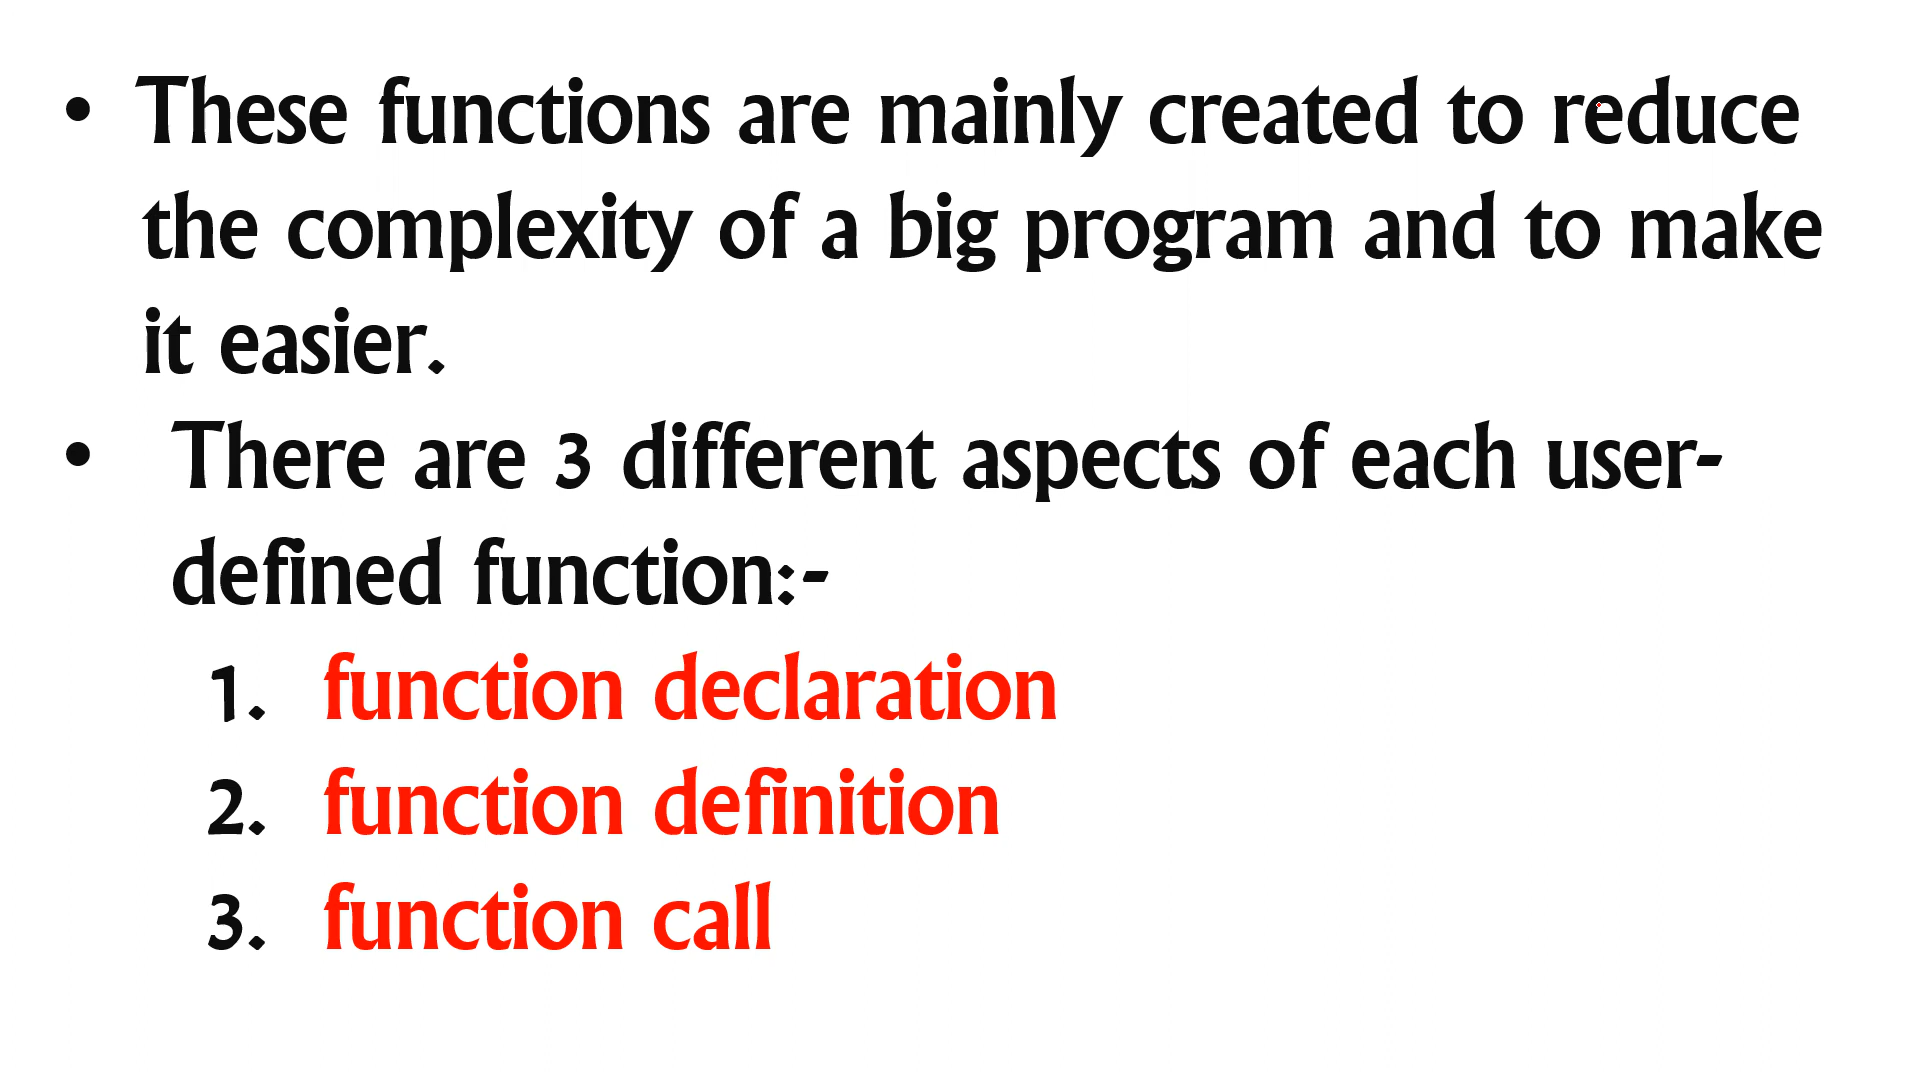 • These functions are mainly created to reduce
the complexity of a big program and to make
it easier.
• There are 3 different aspects of each user-
defined function:-
1. function declaration
2. function definition
3. function call